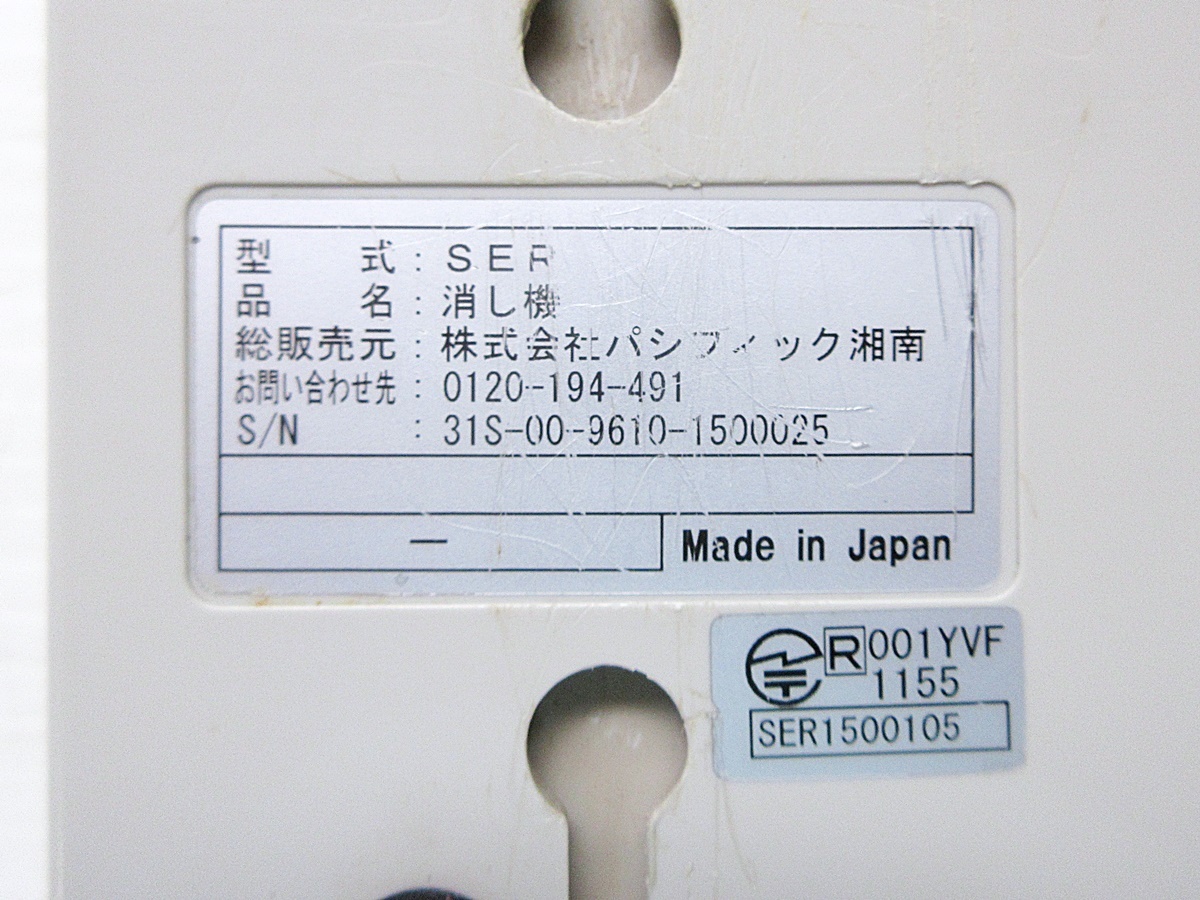 型 式 : SER
品 名 : 消し機
総販売元 : 株式会社パシフィック湘南
お問い合わせ先 : 0120-194-491
S/N : 31S-00-9610-1500025
—
Made in Japan
R 001YVF
1155
SER1500105